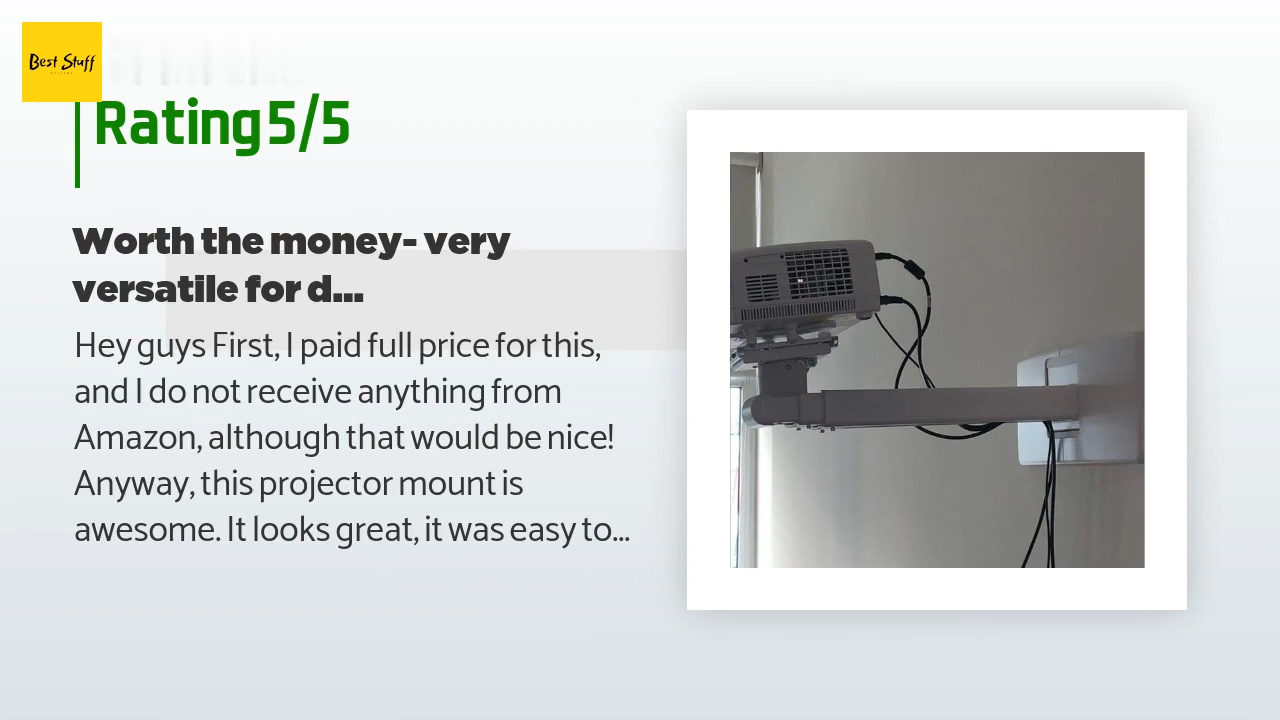 Best Stuff
Rating 5/5
Worth the money- very
versatile for d...
Hey guys First, I paid full price for this,
and I do not receive anything from
Amazon, although that would be nice!
Anyway, this projector mount is
awesome. It looks great, it was easy to...